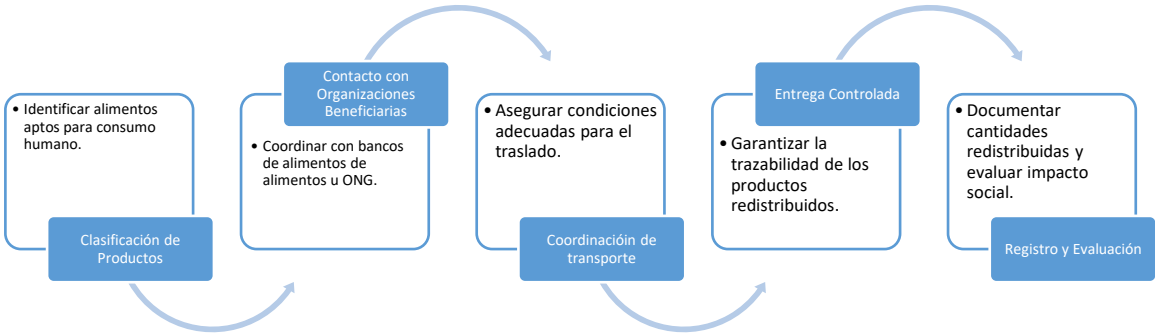 • Identificar alimentos
aptos para consumo
humano.
Clasificación de
Productos
Contacto con
Organizaciones
Beneficiarias
• Coordinar con bancos
de alimentos de
alimentos u ONG.
• Asegurar condiciones
adecuadas para el
traslado.
Coordinacióin de
transporte
Entrega Controlada
• Garantizar la
trazabilidad de los
productos
redistribuidos.
• Documentar
cantidades
redistribuidas y
evaluar impacto
social.
Registro y Evaluación